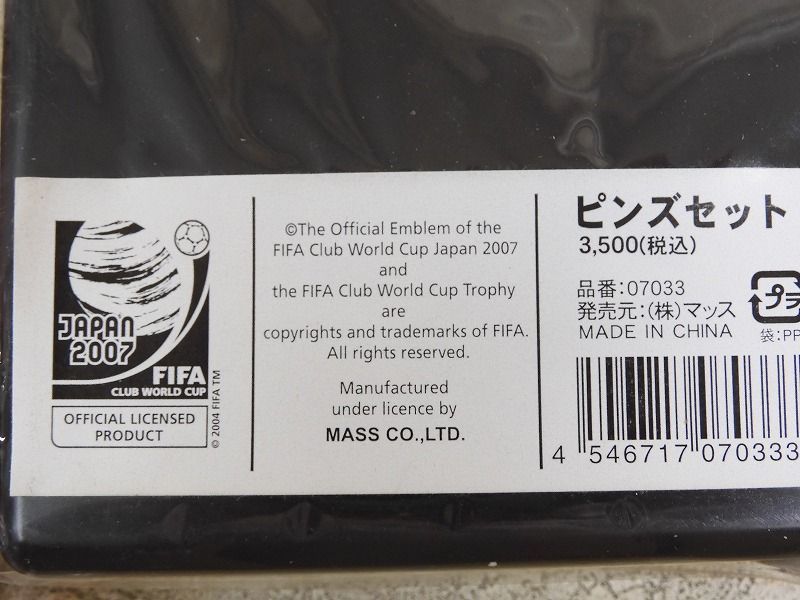 JAPAN
2007
FIFA
CLUB WORLD CUP
© 2004 FIFA TM
OFFICIAL LICENSED
PRODUCT
©The Official Emblem of the
FIFA Club World Cup Japan 2007
and
the FIFA Club World Cup Trophy
are
copyrights and trademarks of FIFA.
All rights reserved.
Manufactured
under licence by
MASS CO.,LTD.
ピンズセット
3,500(税込)
品番:07033
発売元:(株)マッス
MADE IN CHINA
プラ
袋:PP
4 546717 070333